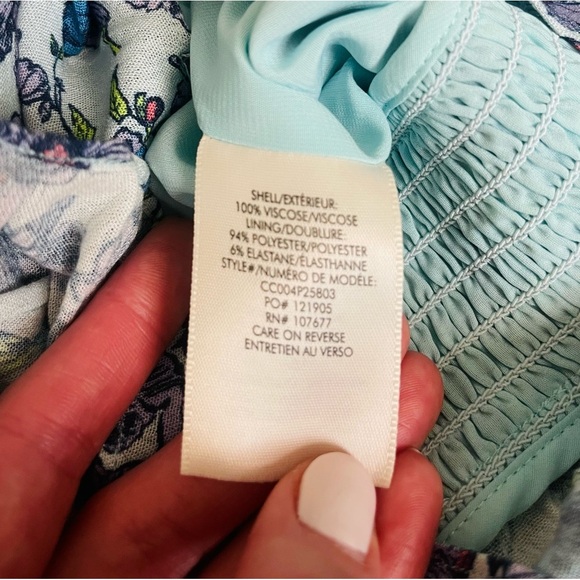 SHELL/EXTÉRIEUR:
100% VISCOSE/VISCOSE
LINING/DOUBLURE:
94% POLYESTER/POLYESTER
6% ELASTANE/ÉLASTHANNE
STYLE#/NUMÉRO DE MODÈLE:
CC004P25803
PO# 121905
RN# 107677
CARE ON REVERSE
ENTRETIEN AU VERSO